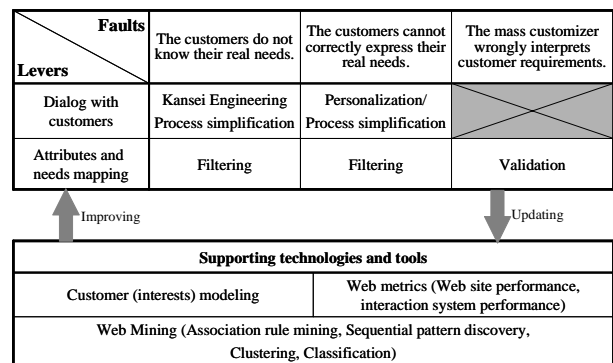 Faults
Levers
The customers do not
know their real needs.
The customers cannot
correctly express their
real needs.
The mass customizer
wrongly interprets
customer requirements.
Dialog with
customers
Kansei Engineering
Process simplification
Personalization/
Process simplification
Attributes and
needs mapping
Filtering
Filtering
Validation
Improving
Updating
Supporting technologies and tools
Customer (interests) modeling
Web metrics (Web site performance,
interaction system performance)
Web Mining (Association rule mining, Sequential pattern discovery,
Clustering, Classification)